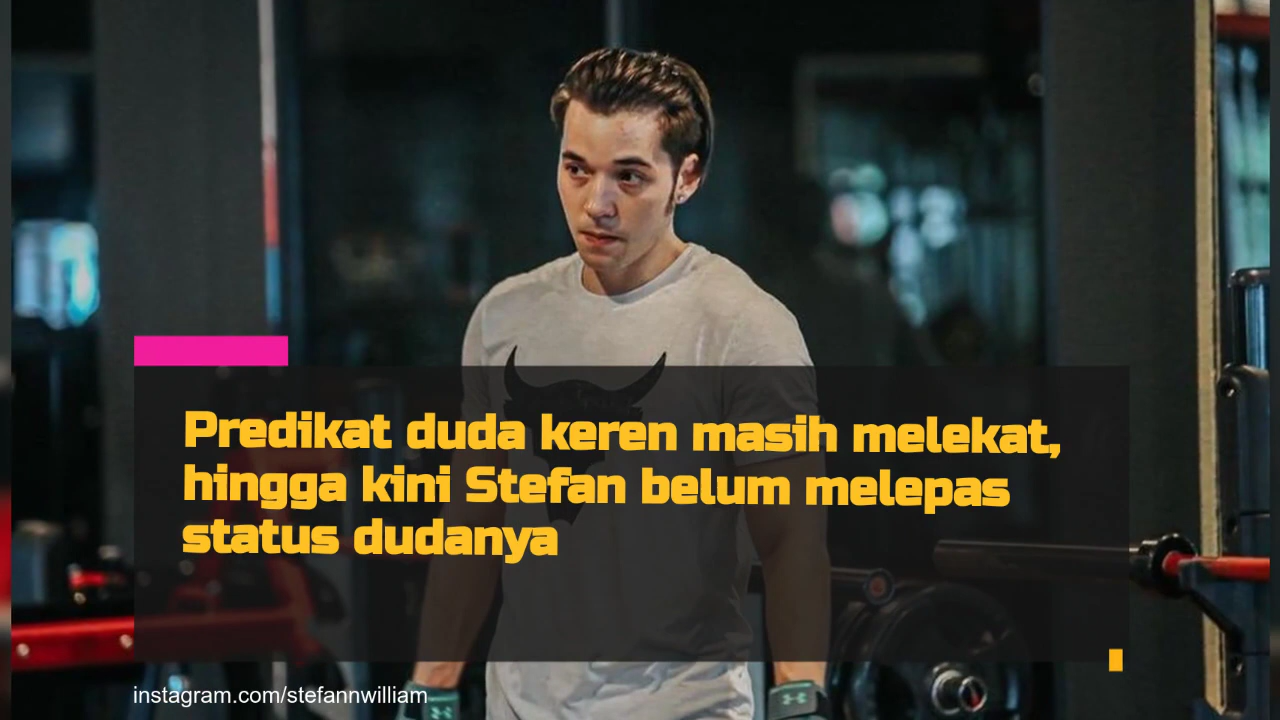 Predikat duda keren masih melekat,
hingga kini Stefan belum melepas
status dudanya
instagram.com/stefannwilliam